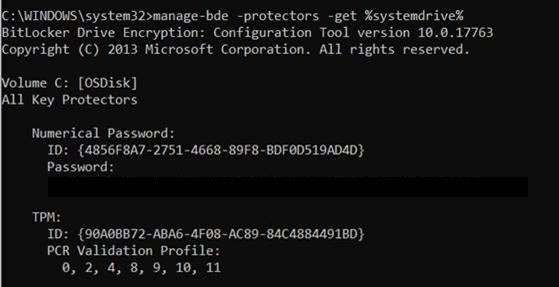 C:\WINDOWS\system32>manage-bde -protectors -get %systemdrive%
BitLocker Drive Encryption: Configuration Tool version 10.0.17763
Copyright (C) 2013 Microsoft Corporation. All rights reserved.
Volume C: [OSDisk]
All Key Protectors
Numerical Password:
ID: {4856F8A7-2751-4668-89F8-BDF0D519AD4D}
Password:
TPM:
ID: {90A0BB72-ABA6-4F08-AC89-84C4884491BD}
PCR Validation Profile:
0, 2, 4, 8, 9, 10, 11